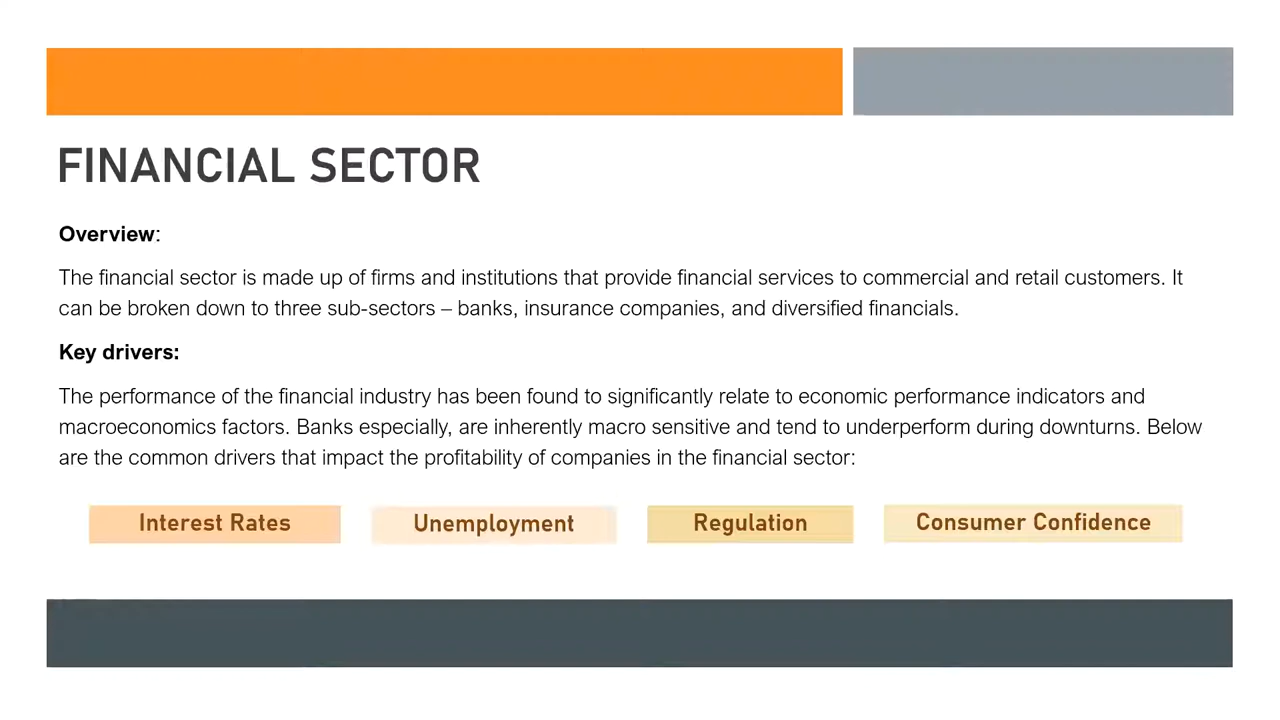 FINANCIAL SECTOR
Overview:
The financial sector is made up of firms and institutions that provide financial services to commercial and retail customers. It
can be broken down to three sub-sectors – banks, insurance companies, and diversified financials.
Key drivers:
The performance of the financial industry has been found to significantly relate to economic performance indicators and
macroeconomics factors. Banks especially, are inherently macro sensitive and tend to underperform during downturns. Below
are the common drivers that impact the profitability of companies in the financial sector:
Interest Rates
Unemployment
Regulation
Consumer Confidence